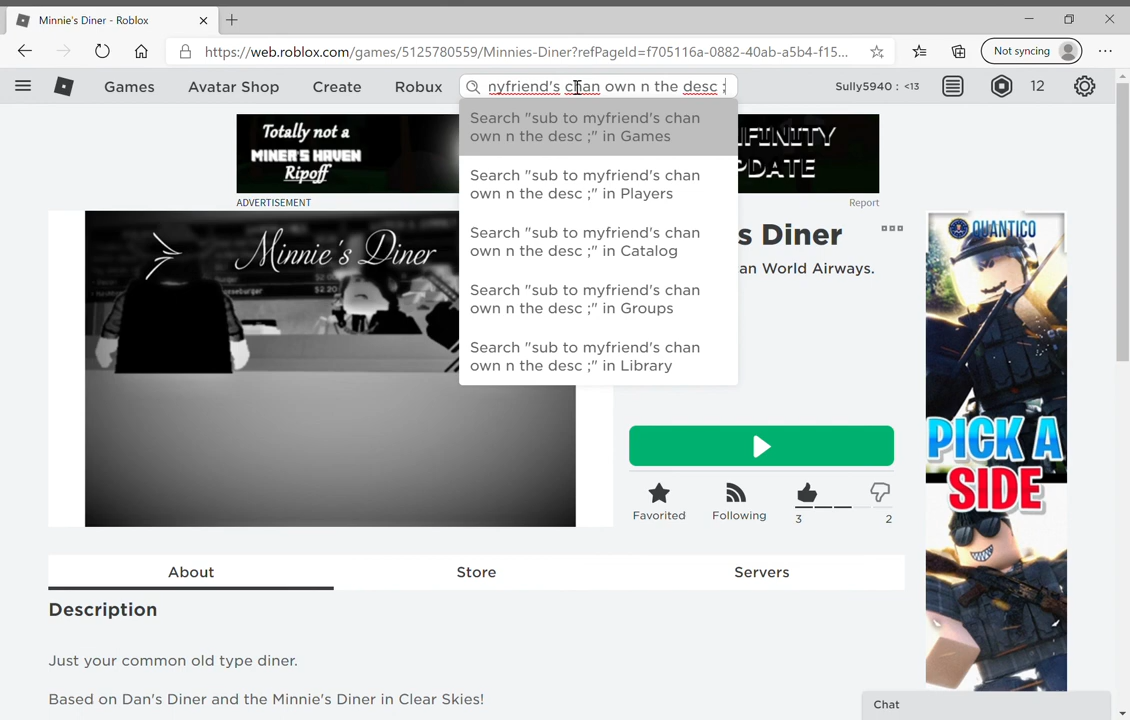 Minnie's Diner - Roblox
https://web.roblox.com/games/5125780559/Minnies-Diner?refPageId=f705116a-0882-40ab-a5b4-f15...
Not syncing
Games
Avatar Shop
Create
Robux
nyfriend's chan own n the desc ;
Sully5940 : <13
12
Search "sub to myfriend's chan
own n the desc ;" in Games
Search "sub to myfriend's chan
own n the desc ;" in Players
Search "sub to myfriend's chan
own n the desc ;" in Catalog
Search "sub to myfriend's chan
own n the desc ;" in Groups
Search "sub to myfriend's chan
own n the desc ;" in Library
Totally not a
MINER'S HAVEN
Ripoff
INFINITY
UPDATE
ADVERTISEMENT
Report
Minnie's Diner
$2.20
s Diner
an World Airways.
QUANTICO
PICK A
SIDE
Favorited
Following
3
2
About
Store
Servers
Description
Just your common old type diner.
Based on Dan's Diner and the Minnie's Diner in Clear Skies!
Chat